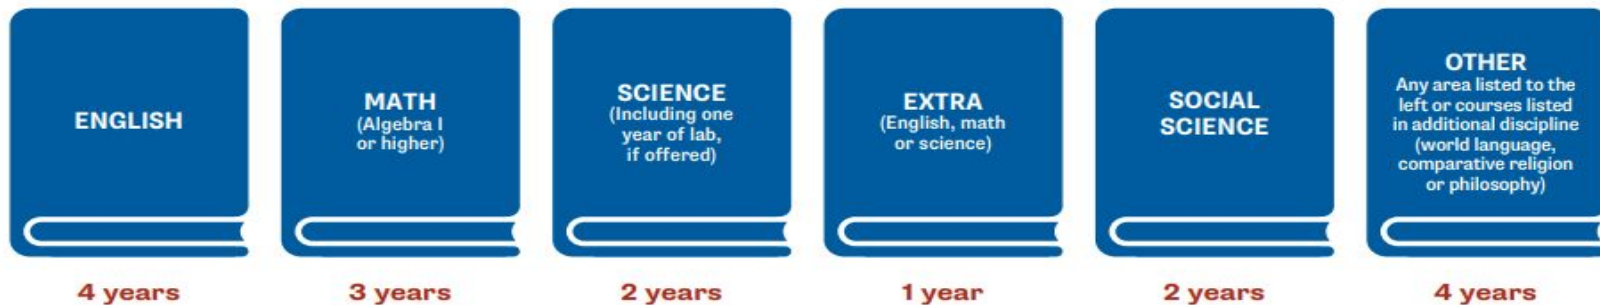 ENGLISH
4 years
MATH
(Algebra I
or higher)
3 years
SCIENCE
(Including one
year of lab,
if offered)
2 years
EXTRA
(English, math
or science)
1 year
SOCIAL
SCIENCE
2 years
OTHER
Any area listed to the
left or courses listed
in additional discipline
(world language,
comparative religion
or philosophy)
4 years